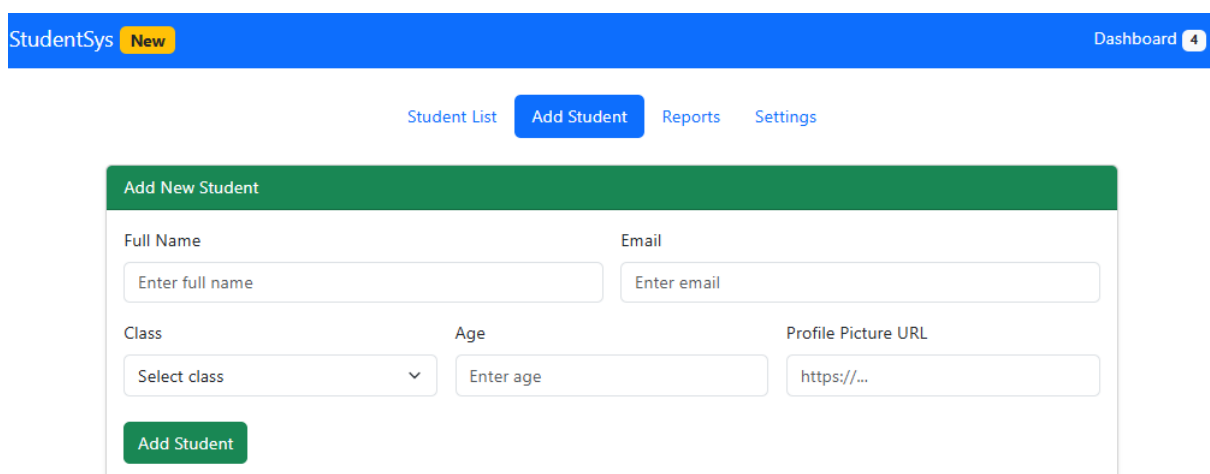 StudentSys New Dashboard 4
Student List Add Student Reports Settings
Add New Student
Full Name Email
Enter full name Enter email
Class Age Profile Picture URL
Select class Enter age https://...
Add Student